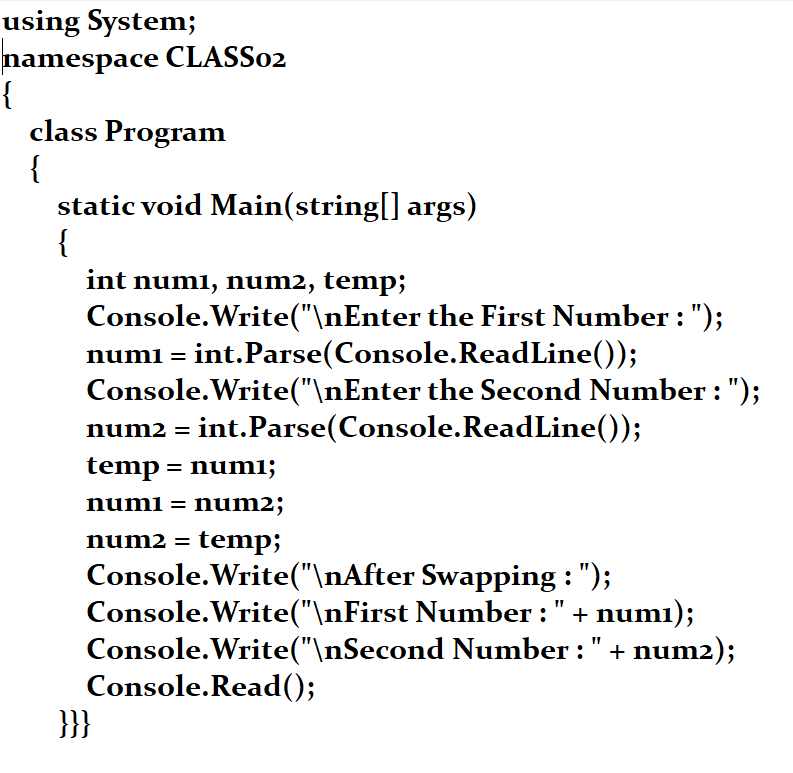 using System;
namespace CLASS02
{
    class Program
    {
        static void Main(string[] args)
        {
            int num1, num2, temp;
            Console.Write("\nEnter the First Number : ");
            num1 = int.Parse(Console.ReadLine());
            Console.Write("\nEnter the Second Number : ");
            num2 = int.Parse(Console.ReadLine());
            temp = num1;
            num1 = num2;
            num2 = temp;
            Console.Write("\nAfter Swapping : ");
            Console.Write("\nFirst Number : " + num1);
            Console.Write("\nSecond Number : " + num2);
            Console.Read();
        }}}